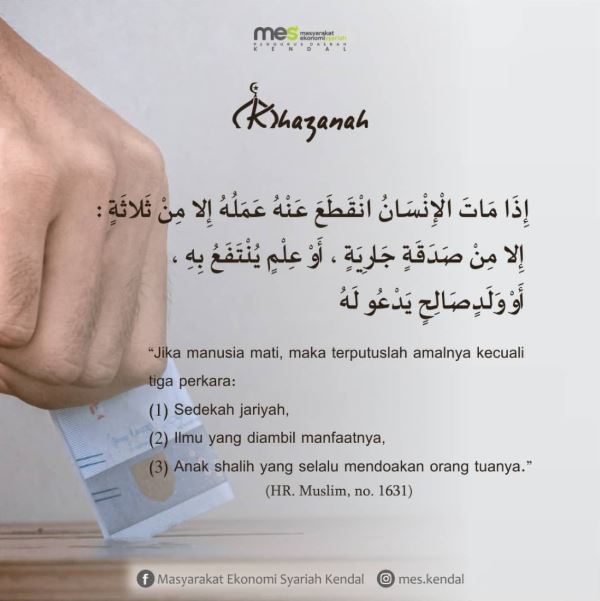 mes masyarakat ekonomi syariah
PENGURUS DAERAH
KENDAL
Khazanah
إِذَا مَاتَ الْإِنْسَانُ انْقَطَعَ عَنْهُ عَمَلُهُ إِلا مِنْ ثَلاثَةٍ :
إِلا مِنْ صَدَقَةٍ جَارِيَةٍ ، أَوْ عِلْمٍ يُنْتَفَعُ بِهِ ،
أَوْ وَلَدٍ صَالِحٍ يَدْعُو لَهُ
“Jika manusia mati, maka terputuslah amalnya kecuali
tiga perkara:
(1) Sedekah jariyah,
(2) Ilmu yang diambil manfaatnya,
(3) Anak shalih yang selalu mendoakan orang tuanya.”
(HR. Muslim, no. 1631)
Masyarakat Ekonomi Syariah Kendal mes.kendal